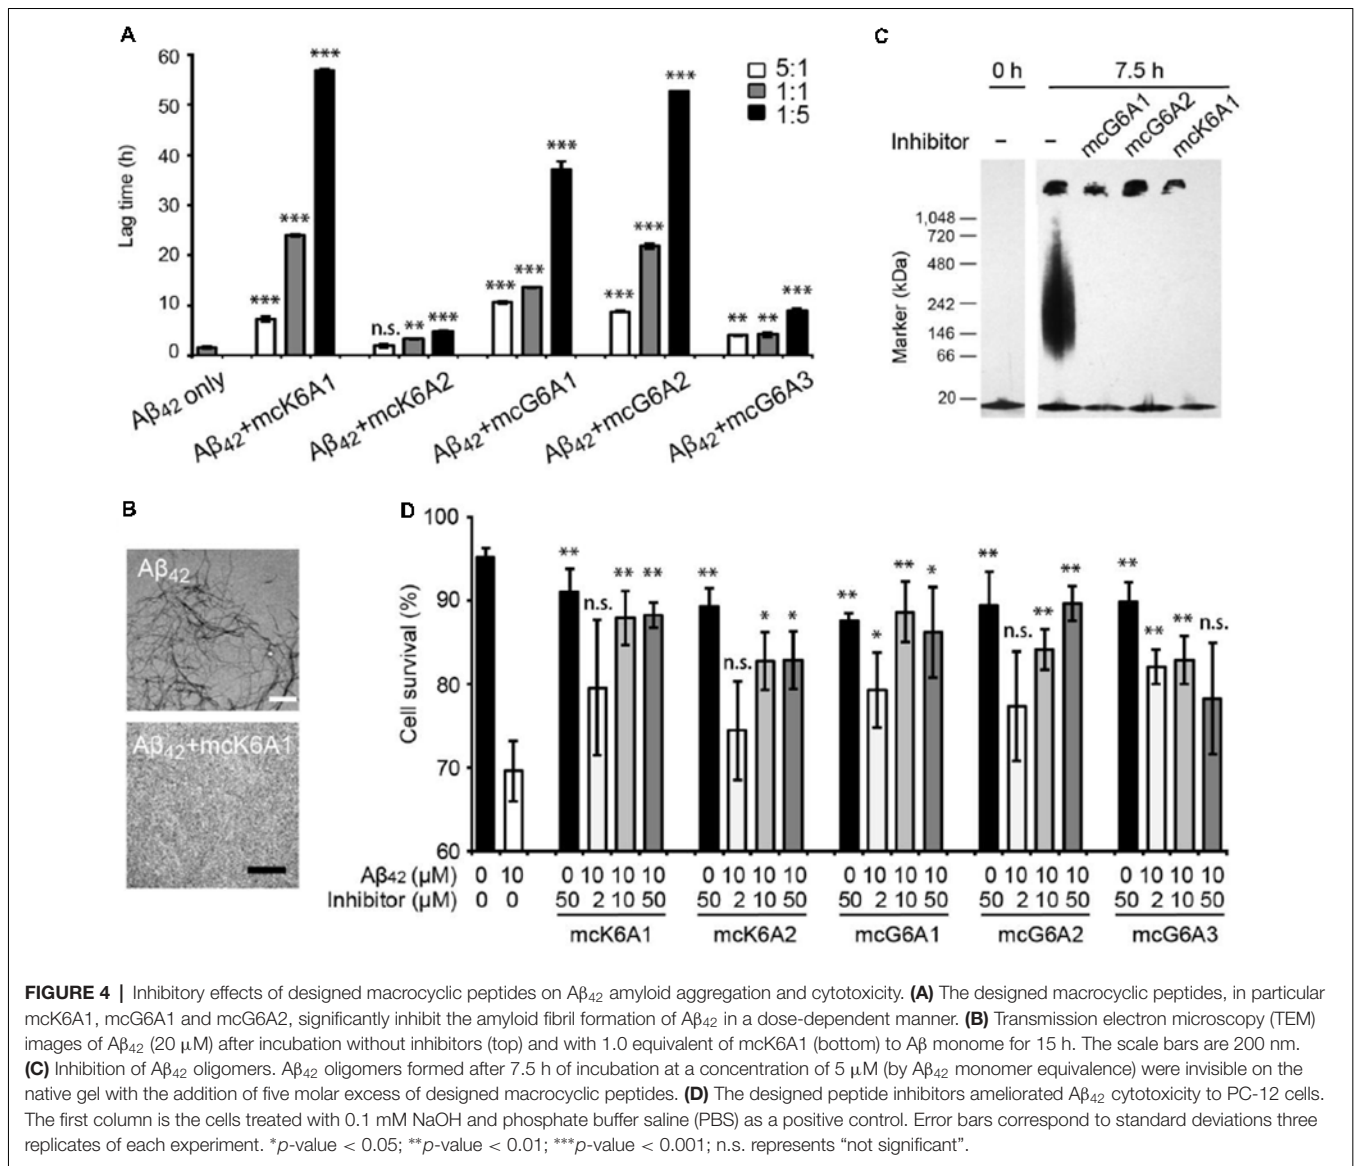 A
Lag time (h)
60
50
40
30
20
10
0
***
***
***
n.s.
**
***
***
***
***
***
***
***
**
**
***
5:1
1:1
1:5
Aβ42 only
Aβ42+mcK6A1
Aβ42+mcK6A2
Aβ42+mcG6A1
Aβ42+mcG6A2
Aβ42+mcG6A3
C
0 h 7.5 h
Inhibitor – – mcG6A1 mcG6A2 mcK6A1
Marker (kDa)
1,048
720
480
242
146
66
20
B
Aβ42
Aβ42+mcK6A1
D
Cell survival (%)
100
90
80
70
60
** n.s. ** **
** n.s. * *
** * ** *
** n.s. ** **
** ** ** n.s.
Aβ42 (μM) 0 10 0 10 10 10 0 10 10 10 0 10 10 10 0 10 10 10 0 10 10 10
Inhibitor (μM) 0 0 50 2 10 50 50 2 10 50 50 2 10 50 50 2 10 50 50 2 10 50
mcK6A1 mcK6A2 mcG6A1 mcG6A2 mcG6A3
FIGURE 4 | Inhibitory effects of designed macrocyclic peptides on Aβ42 amyloid aggregation and cytotoxicity. (A) The designed macrocyclic peptides, in particular
mcK6A1, mcG6A1 and mcG6A2, significantly inhibit the amyloid fibril formation of Aβ42 in a dose-dependent manner. (B) Transmission electron microscopy (TEM)
images of Aβ42 (20 μM) after incubation without inhibitors (top) and with 1.0 equivalent of mcK6A1 (bottom) to Aβ monome for 15 h. The scale bars are 200 nm.
(C) Inhibition of Aβ42 oligomers. Aβ42 oligomers formed after 7.5 h of incubation at a concentration of 5 μM (by Aβ42 monomer equivalence) were invisible on the
native gel with the addition of five molar excess of designed macrocyclic peptides. (D) The designed peptide inhibitors ameliorated Aβ42 cytotoxicity to PC-12 cells.
The first column is the cells treated with 0.1 mM NaOH and phosphate buffer saline (PBS) as a positive control. Error bars correspond to standard deviations three
replicates of each experiment. *p-value < 0.05; **p-value < 0.01; ***p-value < 0.001; n.s. represents “not significant”.